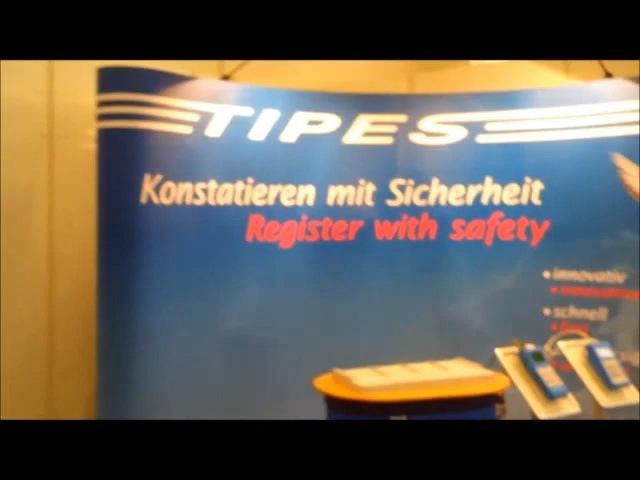 TIPES
Konstatieren mit Sicherheit
Register with safety
• innovativ
• schnell